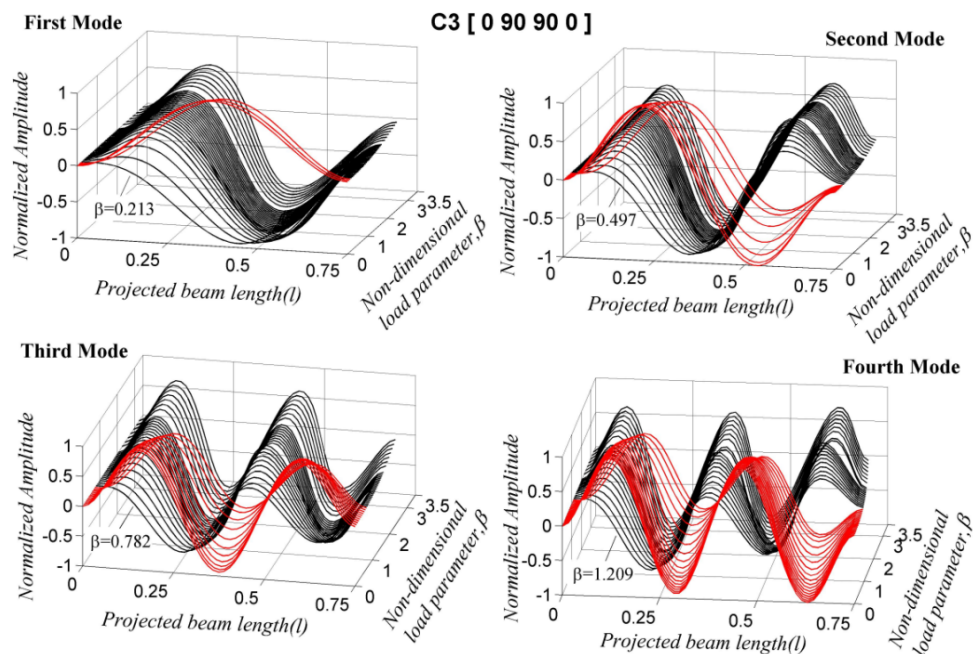 C3 [ 0 90 90 0 ]
First Mode
Normalized Amplitude
1
0.5
0
-0.5
-1
β=0.213
0
0.25
0.5
0.75
Projected beam length(l)
0
1
2
3
3.5
Non-dimensional
load parameter,β
Second Mode
Normalized Amplitude
1
0.5
0
-0.5
-1
β=0.497
0
0.25
0.5
0.75
Projected beam length(l)
0
1
2
3
3.5
Non-dimensional
load parameter,β
Third Mode
Normalized Amplitude
1
0.5
0
-0.5
-1
β=0.782
0
0.25
0.5
0.75
Projected beam length(l)
0
1
2
3
3.5
Non-dimensional
load parameter,β
Fourth Mode
Normalized Amplitude
1
0.5
0
-0.5
-1
β=1.209
0
0.25
0.5
0.75
Projected beam length(l)
0
1
2
3
3.5
Non-dimensional
load parameter,β